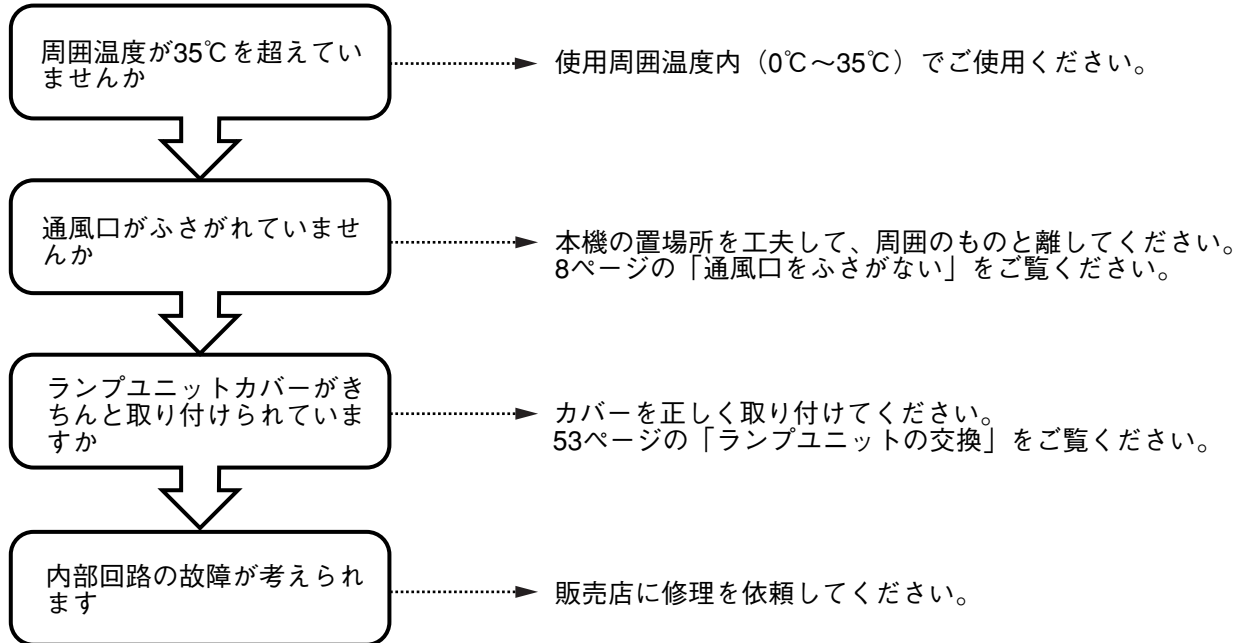 周囲温度が35℃を超えてい
ませんか
使用周囲温度内（0℃～35℃）でご使用ください。
通風口がふさがれていませ
んか
本機の置場所を工夫して、周囲のものと離してください。
8ページの「通風口をふさがない」をご覧ください。
ランプユニットカバーがき
ちんと取り付けられていま
すか
カバーを正しく取り付けてください。
53ページの「ランプユニットの交換」をご覧ください。
内部回路の故障が考えられ
ます
販売店に修理を依頼してください。